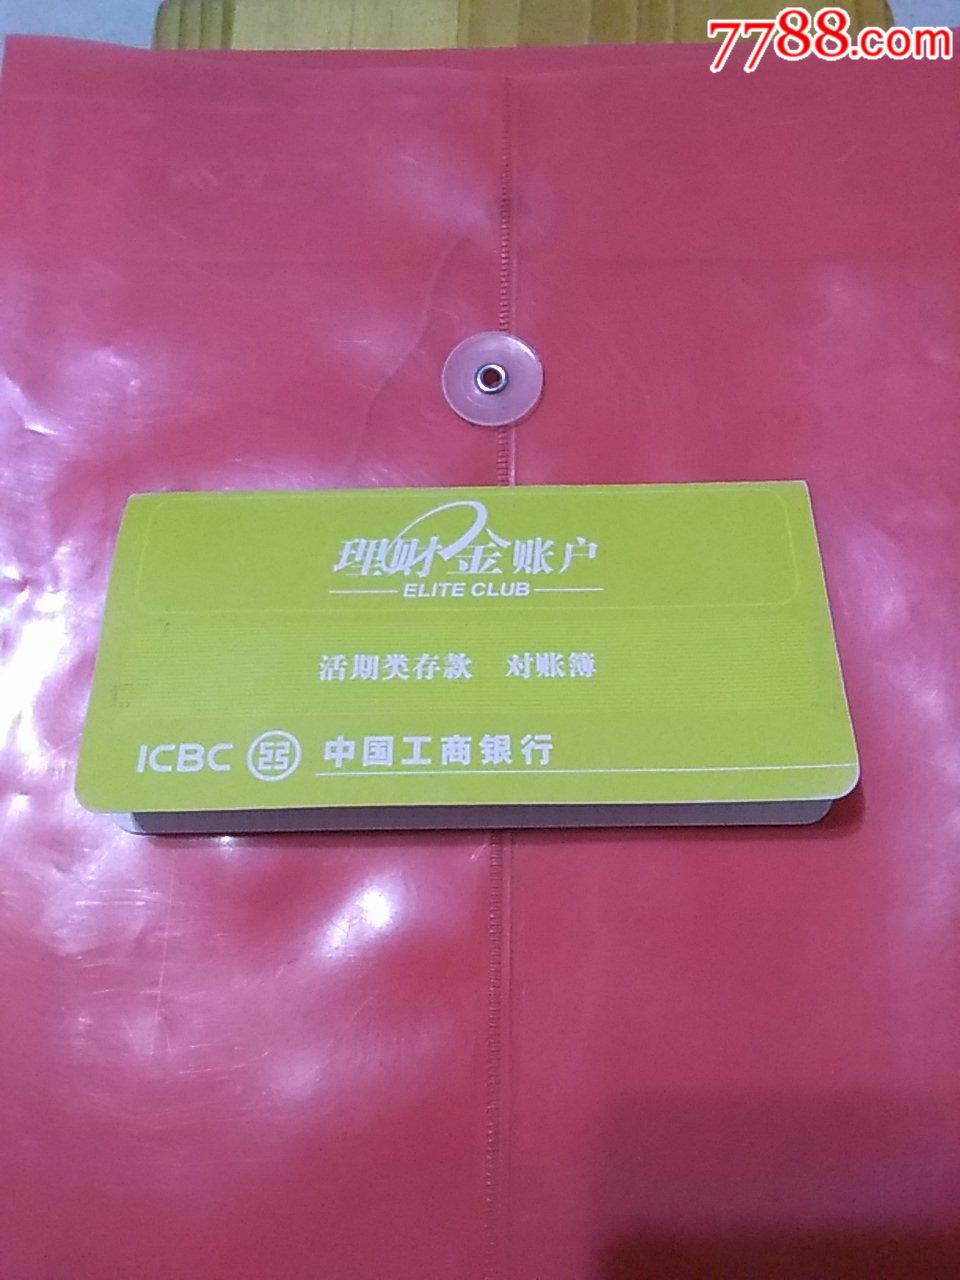 7788.com
理财金账户
ELITE CLUB
活期类存款 对账簿
ICBC 中国工商银行